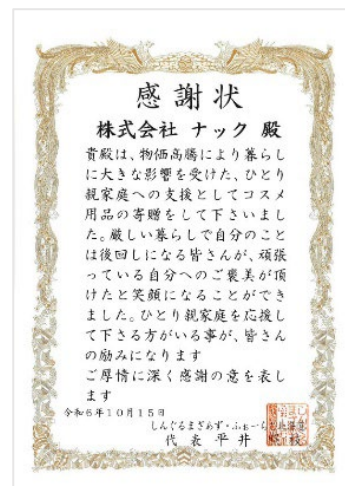 感謝状
株式会社 ナック 殿
貴殿は、物価高騰により暮らし
に大きな影響を受けた、ひとり
親家庭への支援としてコスメ
用品の寄贈をして下さいまし
た。厳しい暮らしで自分のこと
は後回しになる皆さんが、頑張
っている自分へのご褒美が頂
けたと笑顔になることができ
ました。ひとり親家庭を応援し
て下さる方がいる事が、皆さん
の励みになります
ご厚情に深く感謝の意を表し
ます
令和6年10月15日
しんぐるまざあず・ふぉーらむ北海道
代表 平井